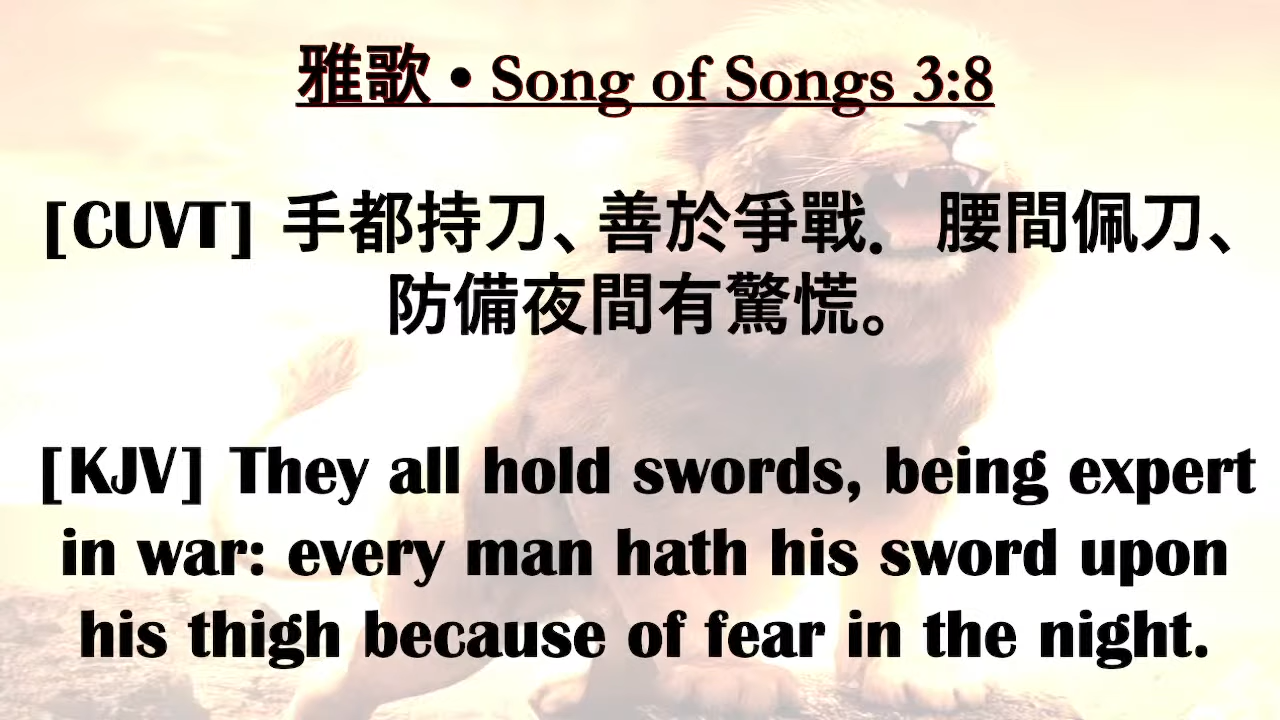 雅歌 • Song of Songs 3:8
[CUVT] 手都持刀、善於爭戰．腰間佩刀、
防備夜間有驚慌。
[KJV] They all hold swords, being expert
in war: every man hath his sword upon
his thigh because of fear in the night.